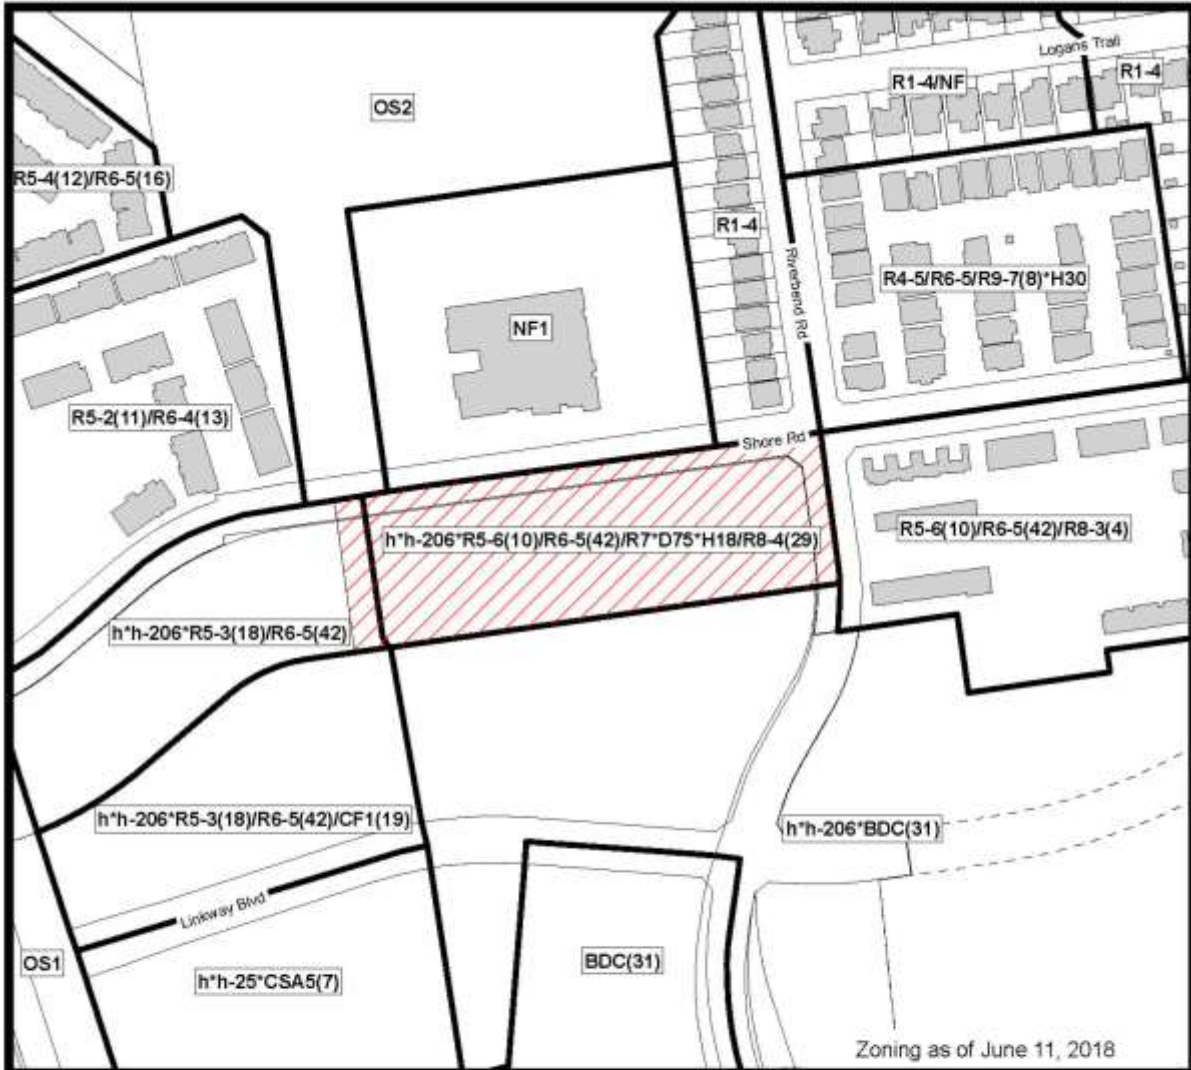 Logans Trail
R1-4/NF
R1-4
OS2
R5-4(12)/R6-5(16)
R1-4
Riverbend Rd
R4-5/R6-5/R9-7(8)*H30
NF1
R5-2(11)/R6-4(13)
Shore Rd
h*h-206*R5-6(10)/R6-5(42)/R7*D75*H18/R8-4(29)
R5-6(10)/R6-5(42)/R8-3(4)
h*h-206*R5-3(18)/R6-5(42)
h*h-206*R5-3(18)/R6-5(42)/CF1(19)
h*h-206*BDC(31)
Linkway Blvd
OS1
BDC(31)
h*h-25*CSA5(7)
Zoning as of June 11, 2018